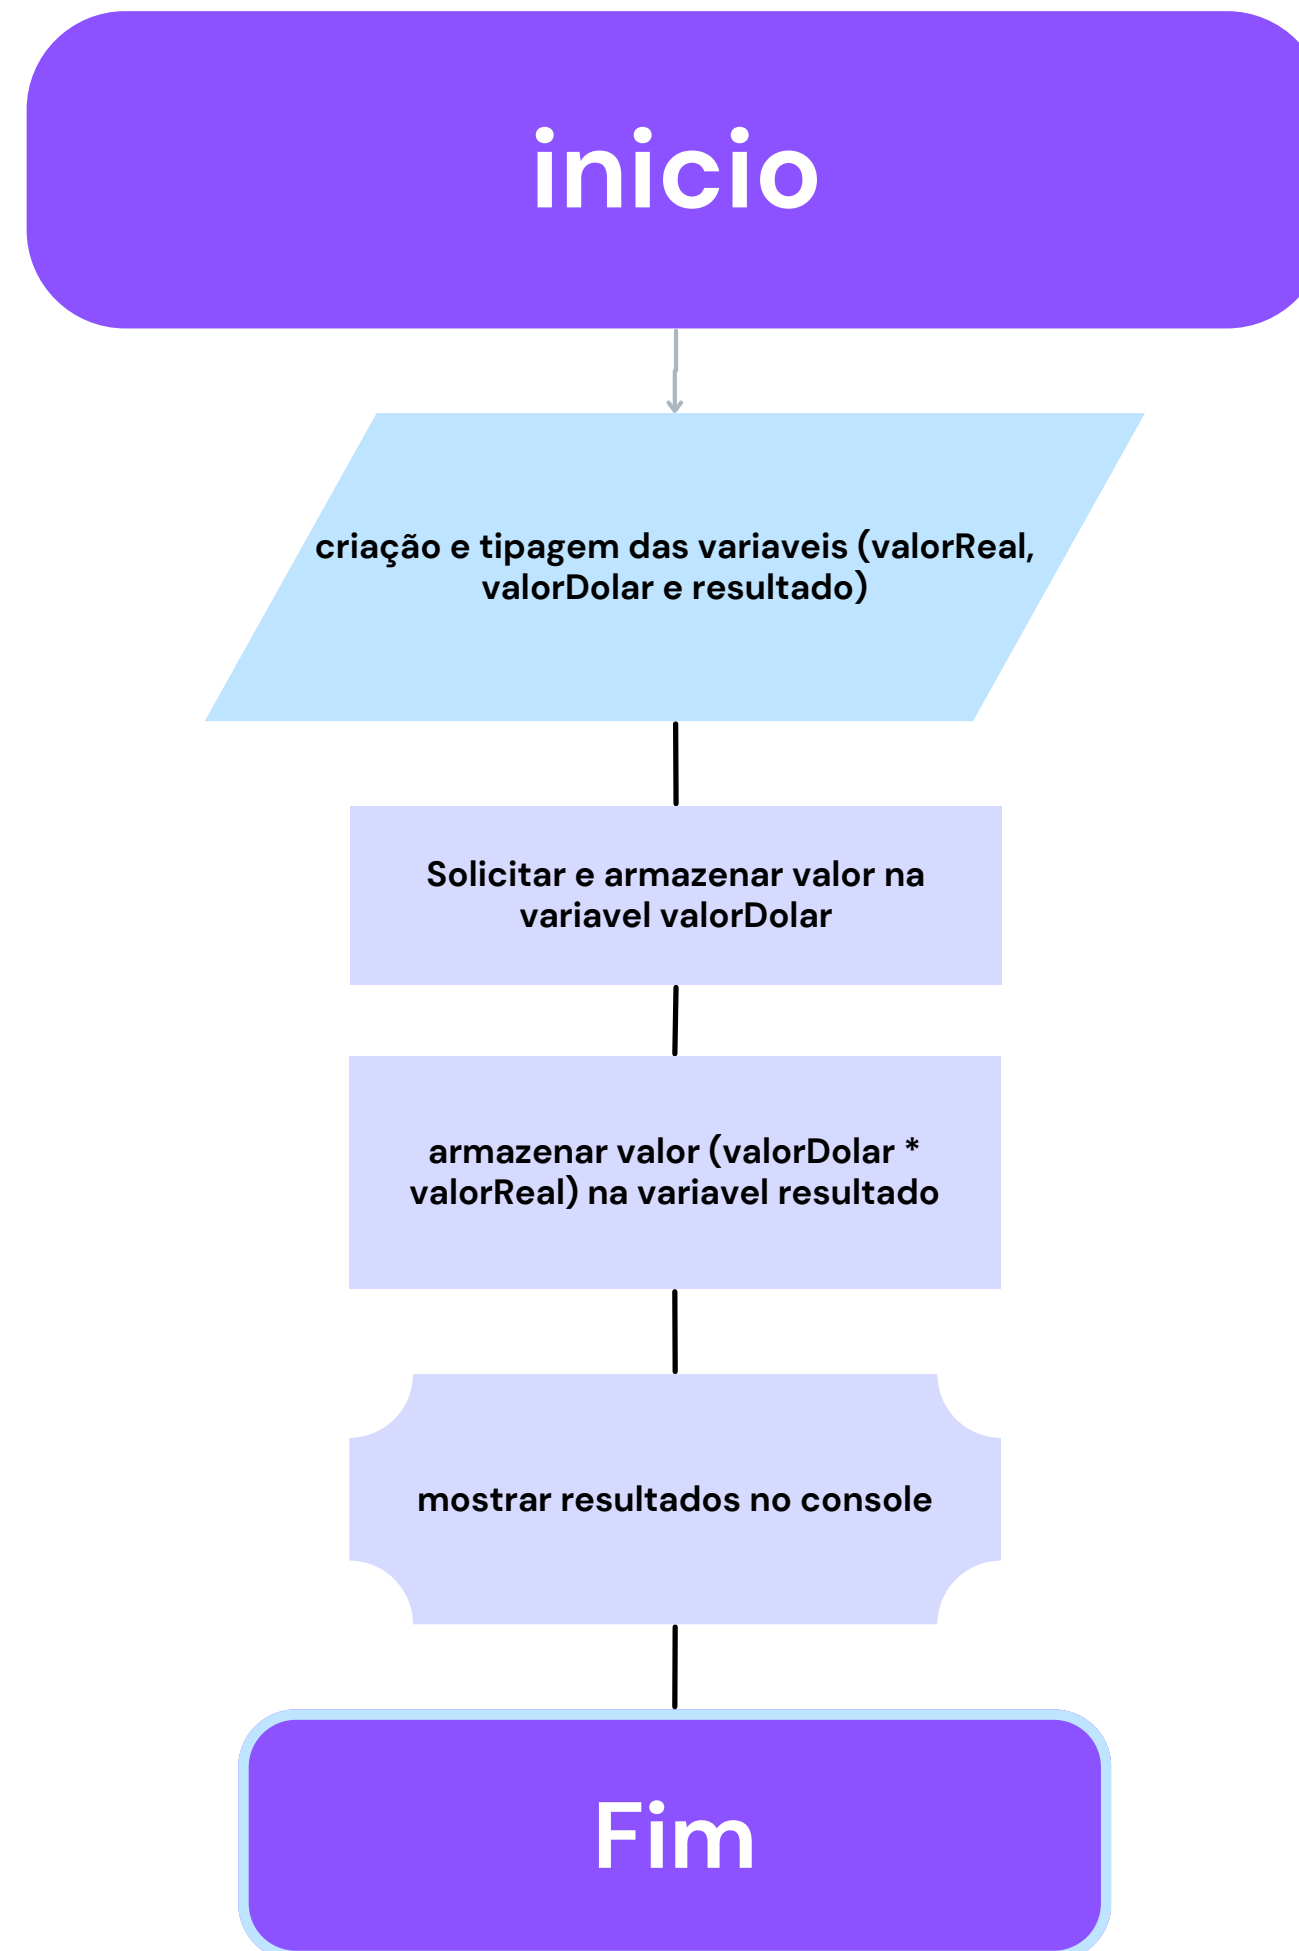 inicio
criação e tipagem das variaveis (valorReal,
valorDolar e resultado)
Solicitar e armazenar valor na
variavel valorDolar
armazenar valor (valorDolar *
valorReal) na variavel resultado
mostrar resultados no console
Fim